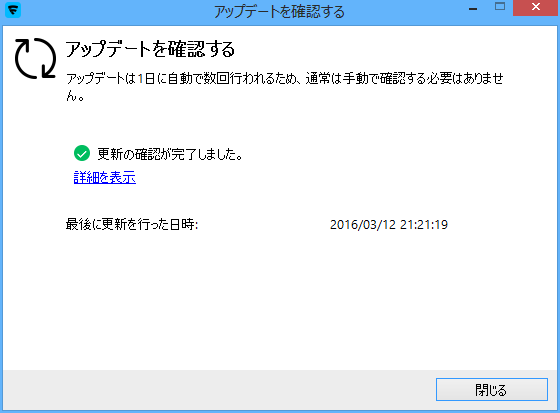 アップデートを確認する
アップデートを確認する
アップデートは1日に自動で数回行われるため、通常は手動で確認する必要はありませ
ん。
更新の確認が完了しました。
詳細を表示
最後に更新を行った日時: 2016/03/12 21:21:19
閉じる